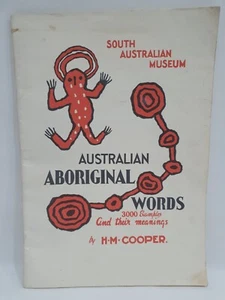 SOUTH
AUSTRALIAN
MUSEUM
AUSTRALIAN
ABORIGINAL
WORDS
3000 Examples
And their meanings
By H·M·COOPER.